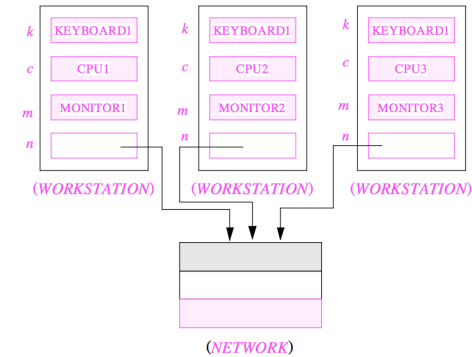 k KEYBOARD1 k KEYBOARD1 k KEYBOARD1
c CPU1 c CPU2 c CPU3
m MONITOR1 m MONITOR2 m MONITOR3
n n n
(WORKSTATION) (WORKSTATION) (WORKSTATION)
(NETWORK)